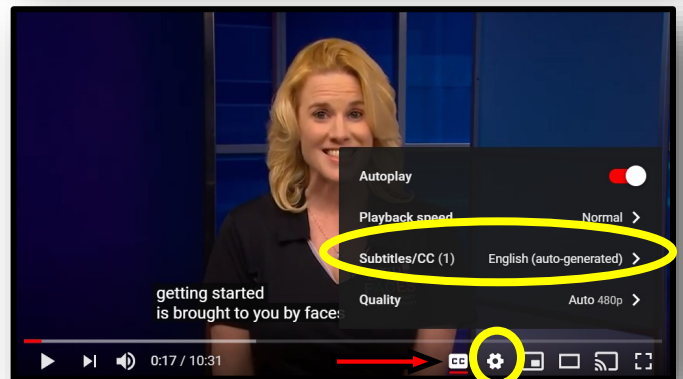 Autoplay
Playback speed Normal
Subtitles/CC (1) English (auto-generated)
Quality Auto 480p
getting started
is brought to you by faces
0:17 / 10:31
CC